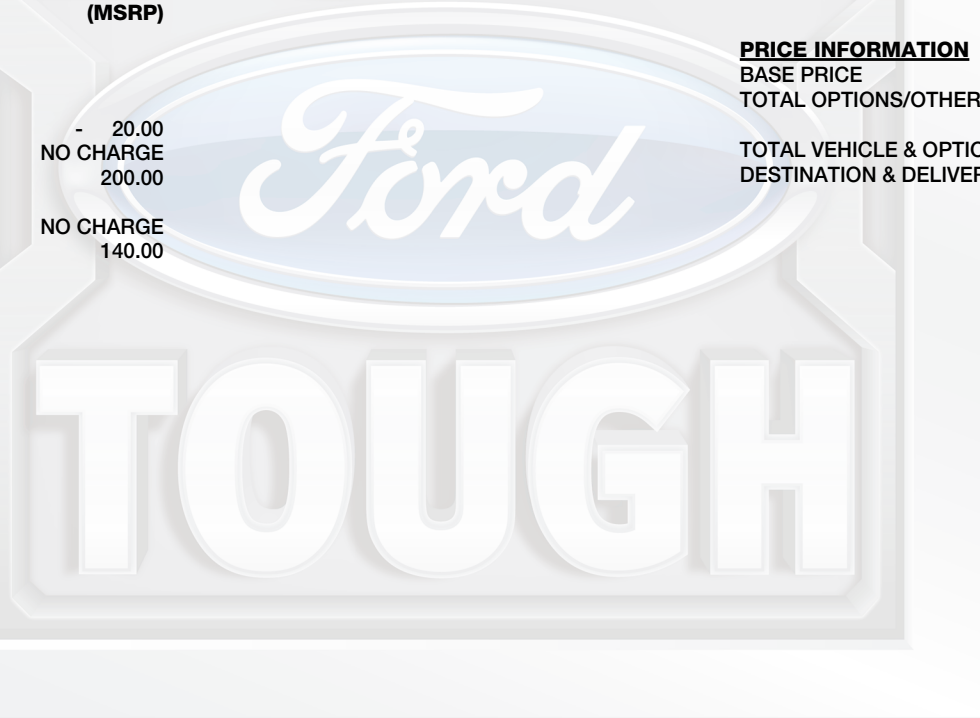 (MSRP)
- 20.00
NO CHARGE
200.00
NO CHARGE
140.00
PRICE INFORMATION
BASE PRICE
TOTAL OPTIONS/OTHER
TOTAL VEHICLE & OPTIO
DESTINATION & DELIVER
Ford
TOUGH